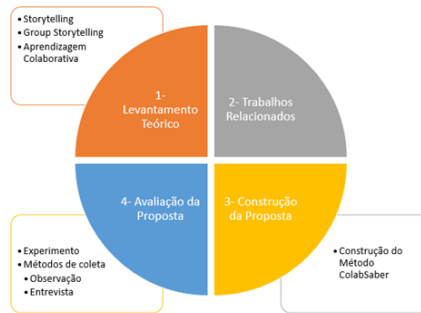 • Storytelling
• Group Storytelling
• Aprendizagem
Colaborativa
1-
Levantamento
Teórico
2- Trabalhos
Relacionados
4- Avaliação da
Proposta
3- Construção
da Proposta
• Experimento
• Métodos de coleta
• Observação
• Entrevista
• Construção do
Método
ColabSaber